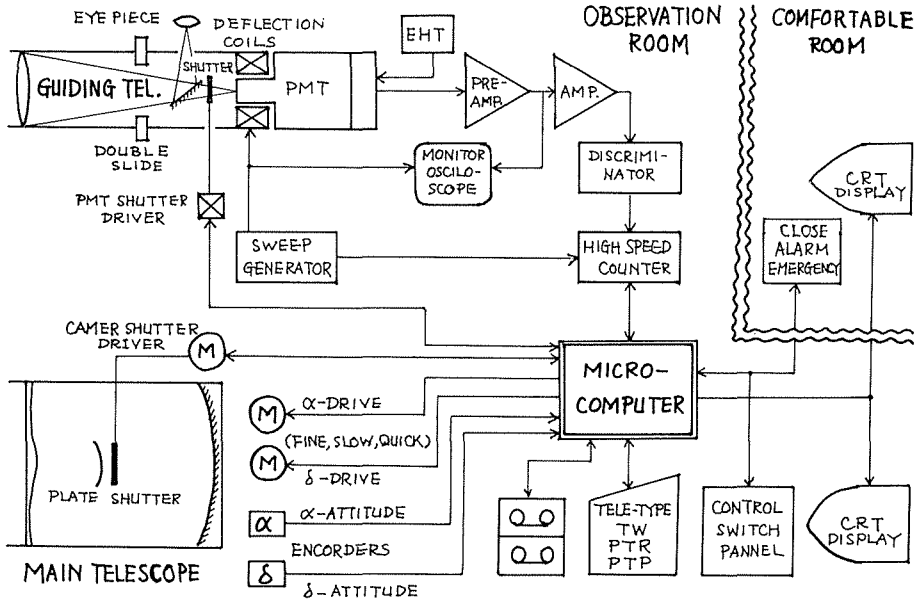 EYE PIECE
DEFLECTION
COILS
SHUTTER
EHT
GUIDING TEL.
PMT
PRE-
AMP.
AMP.
DOUBLE
SLIDE
MONITOR
OSCILO-
SCOPE
DISCRIMI-
NATOR
PMT SHUTTER
DRIVER
SWEEP
GENERATOR
HIGH SPEED
COUNTER
OBSERVATION
ROOM
COMFORTABLE
ROOM
CRT
DISPLAY
CLOSE
ALARM
EMERGENCY
CAMER SHUTTER
DRIVER
M
MICRO-
COMPUTER
M
α-DRIVE
(FINE, SLOW, QUICK)
M
δ-DRIVE
PLATE SHUTTER
α
α-ATTITUDE
ENCORDERS
δ
δ-ATTITUDE
MAIN TELESCOPE
TELE-TYPE
TW
PTR
PTP
CONTROL
SWITCH
PANNEL
CRT
DISPLAY